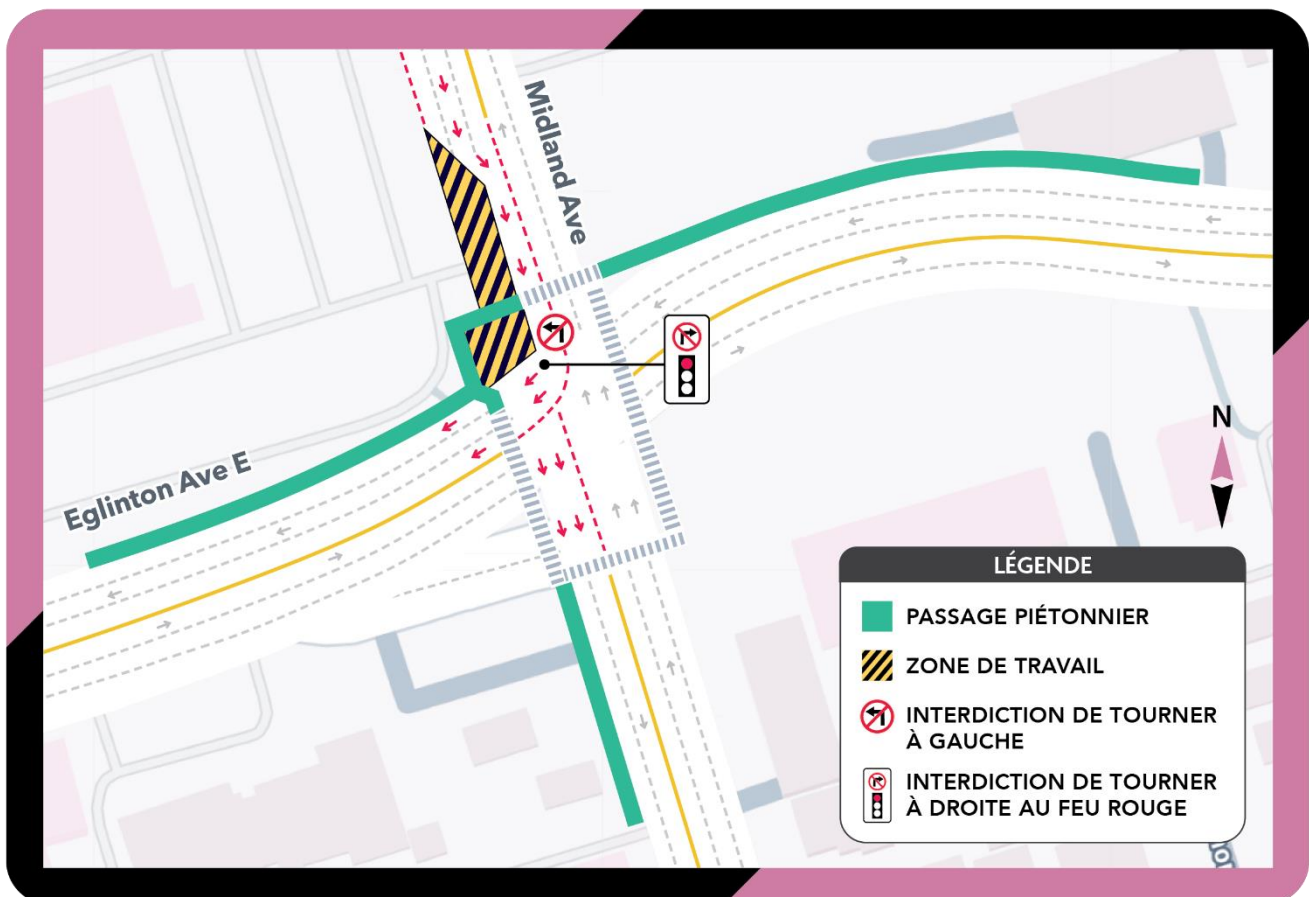 Midland Ave
Eglinton Ave E
N
LÉGENDE
PASSAGE PIÉTONNIER
ZONE DE TRAVAIL
INTERDICTION DE TOURNER
À GAUCHE
INTERDICTION DE TOURNER
À DROITE AU FEU ROUGE